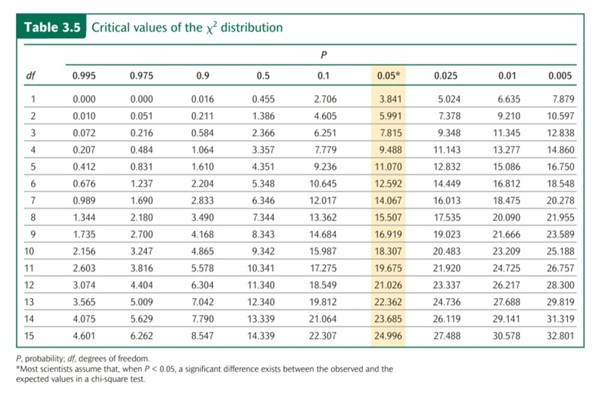 Table 3.5 Critical values of the χ² distribution
P
df 0.995 0.975 0.9 0.5 0.1 0.05* 0.025 0.01 0.005
1 0.000 0.000 0.016 0.455 2.706 3.841 5.024 6.635 7.879
2 0.010 0.051 0.211 1.386 4.605 5.991 7.378 9.210 10.597
3 0.072 0.216 0.584 2.366 6.251 7.815 9.348 11.345 12.838
4 0.484 0.484 1.064 3.357 7.779 9.488 11.143 13.277 14.860
5 0.412 0.831 1.610 4.351 9.236 11.070 12.832 15.086 16.750
6 0.676 1.237 2.204 5.348 10.645 12.592 14.449 16.812 18.548
7 0.989 1.690 2.833 6.346 12.017 14.067 16.013 18.475 20.278
8 1.344 2.180 3.490 7.344 13.362 15.507 17.535 20.090 21.955
9 1.735 2.700 4.168 8.343 14.684 16.919 19.023 21.666 23.589
10 2.156 3.247 4.865 9.342 15.987 18.307 20.483 23.209 25.188
11 2.603 3.816 5.578 10.341 17.275 19.675 21.920 24.725 26.757
12 3.074 4.404 6.304 11.340 18.549 21.026 23.337 26.217 28.300
13 3.565 5.009 7.042 12.340 19.812 22.362 24.736 27.688 29.819
14 4.075 5.629 7.790 13.339 21.064 23.685 26.119 29.141 31.319
15 4.601 6.262 8.547 14.339 22.307 24.996 27.488 30.578 32.801
P, probability; df, degrees of freedom.
*Most scientists assume that, when P < 0.05, a significant difference exists between the observed and the
expected values in a chi-square test.